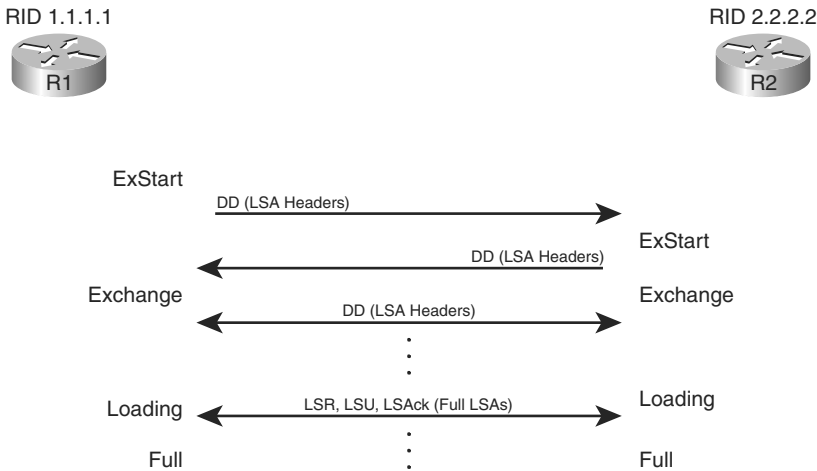 RID 1.1.1.1
RID 2.2.2.2
R1
R2
ExStart
DD (LSA Headers)
ExStart
DD (LSA Headers)
Exchange
Exchange
DD (LSA Headers)
Loading
LSR, LSU, LSAck (Full LSAs)
Loading
Full
Full